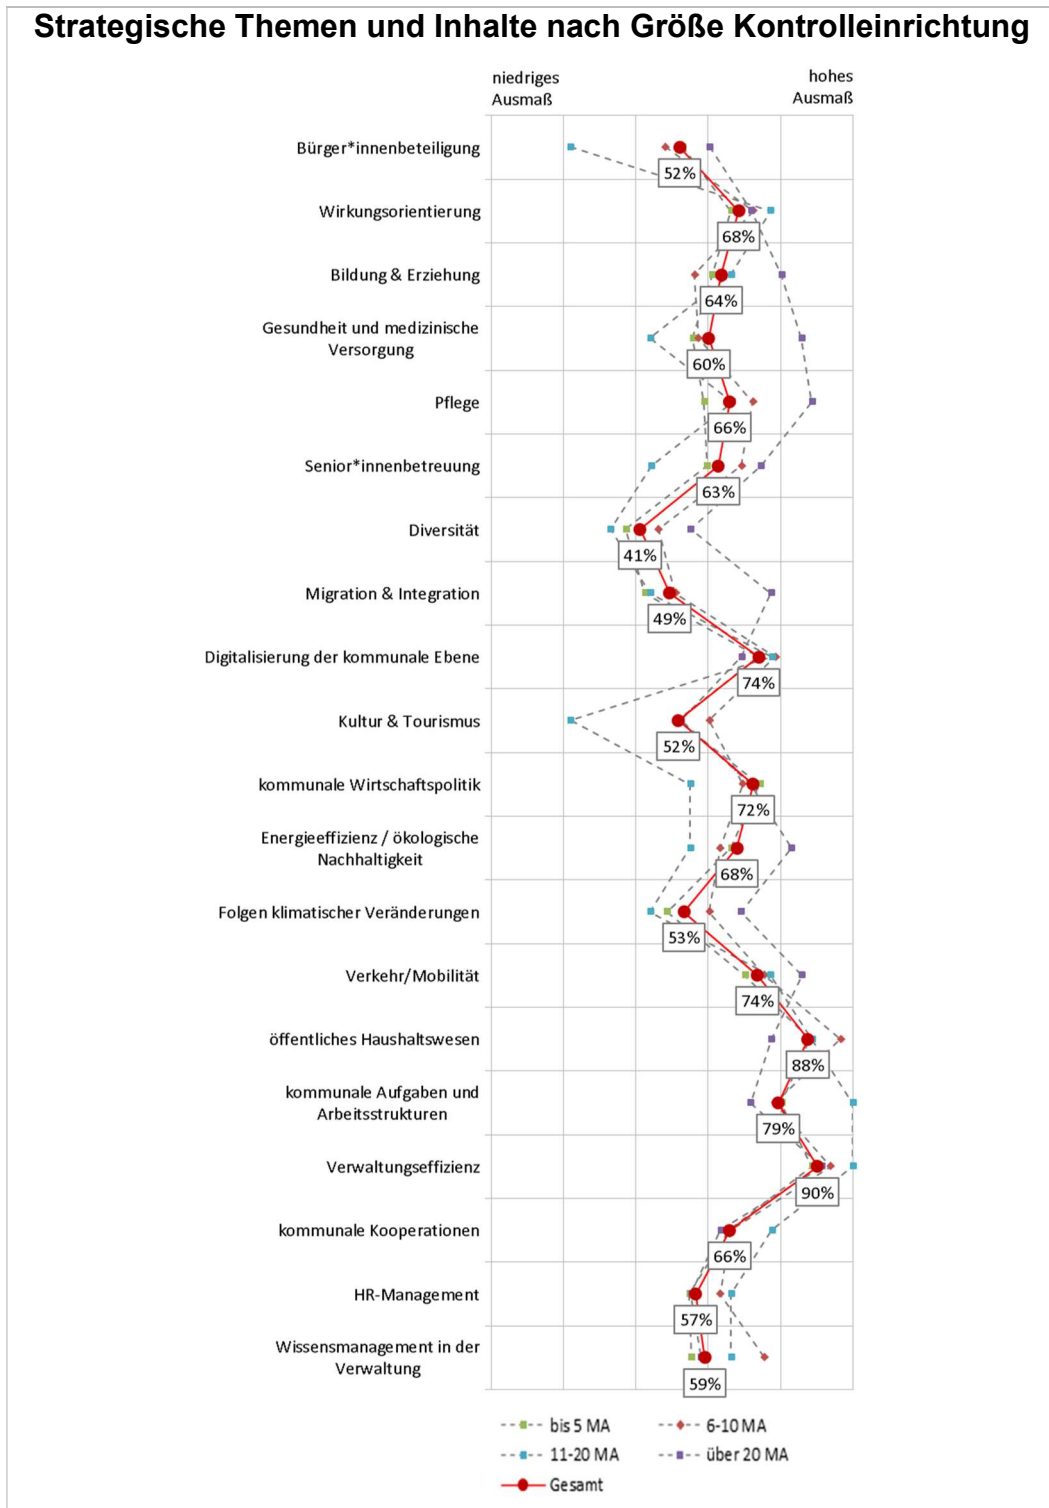 Strategische Themen und Inhalte nach Größe Kontrolleinrichtung
niedriges
Ausmaß
hohes
Ausmaß
Bürger*innenbeteiligung
52%
Wirkungsorientierung
68%
Bildung & Erziehung
64%
Gesundheit und medizinische
Versorgung
60%
Pflege
66%
Senior*innenbetreuung
63%
Diversität
41%
Migration & Integration
49%
Digitalisierung der kommunale Ebene
74%
Kultur & Tourismus
52%
kommunale Wirtschaftspolitik
72%
Energieeffizienz / ökologische
Nachhaltigkeit
68%
Folgen klimatischer Veränderungen
53%
Verkehr/Mobilität
74%
öffentliches Haushaltswesen
88%
kommunale Aufgaben und
Arbeitsstrukturen
79%
Verwaltungseffizienz
90%
kommunale Kooperationen
66%
HR-Management
57%
Wissensmanagement in der
Verwaltung
59%
bis 5 MA
6-10 MA
11-20 MA
über 20 MA
Gesamt